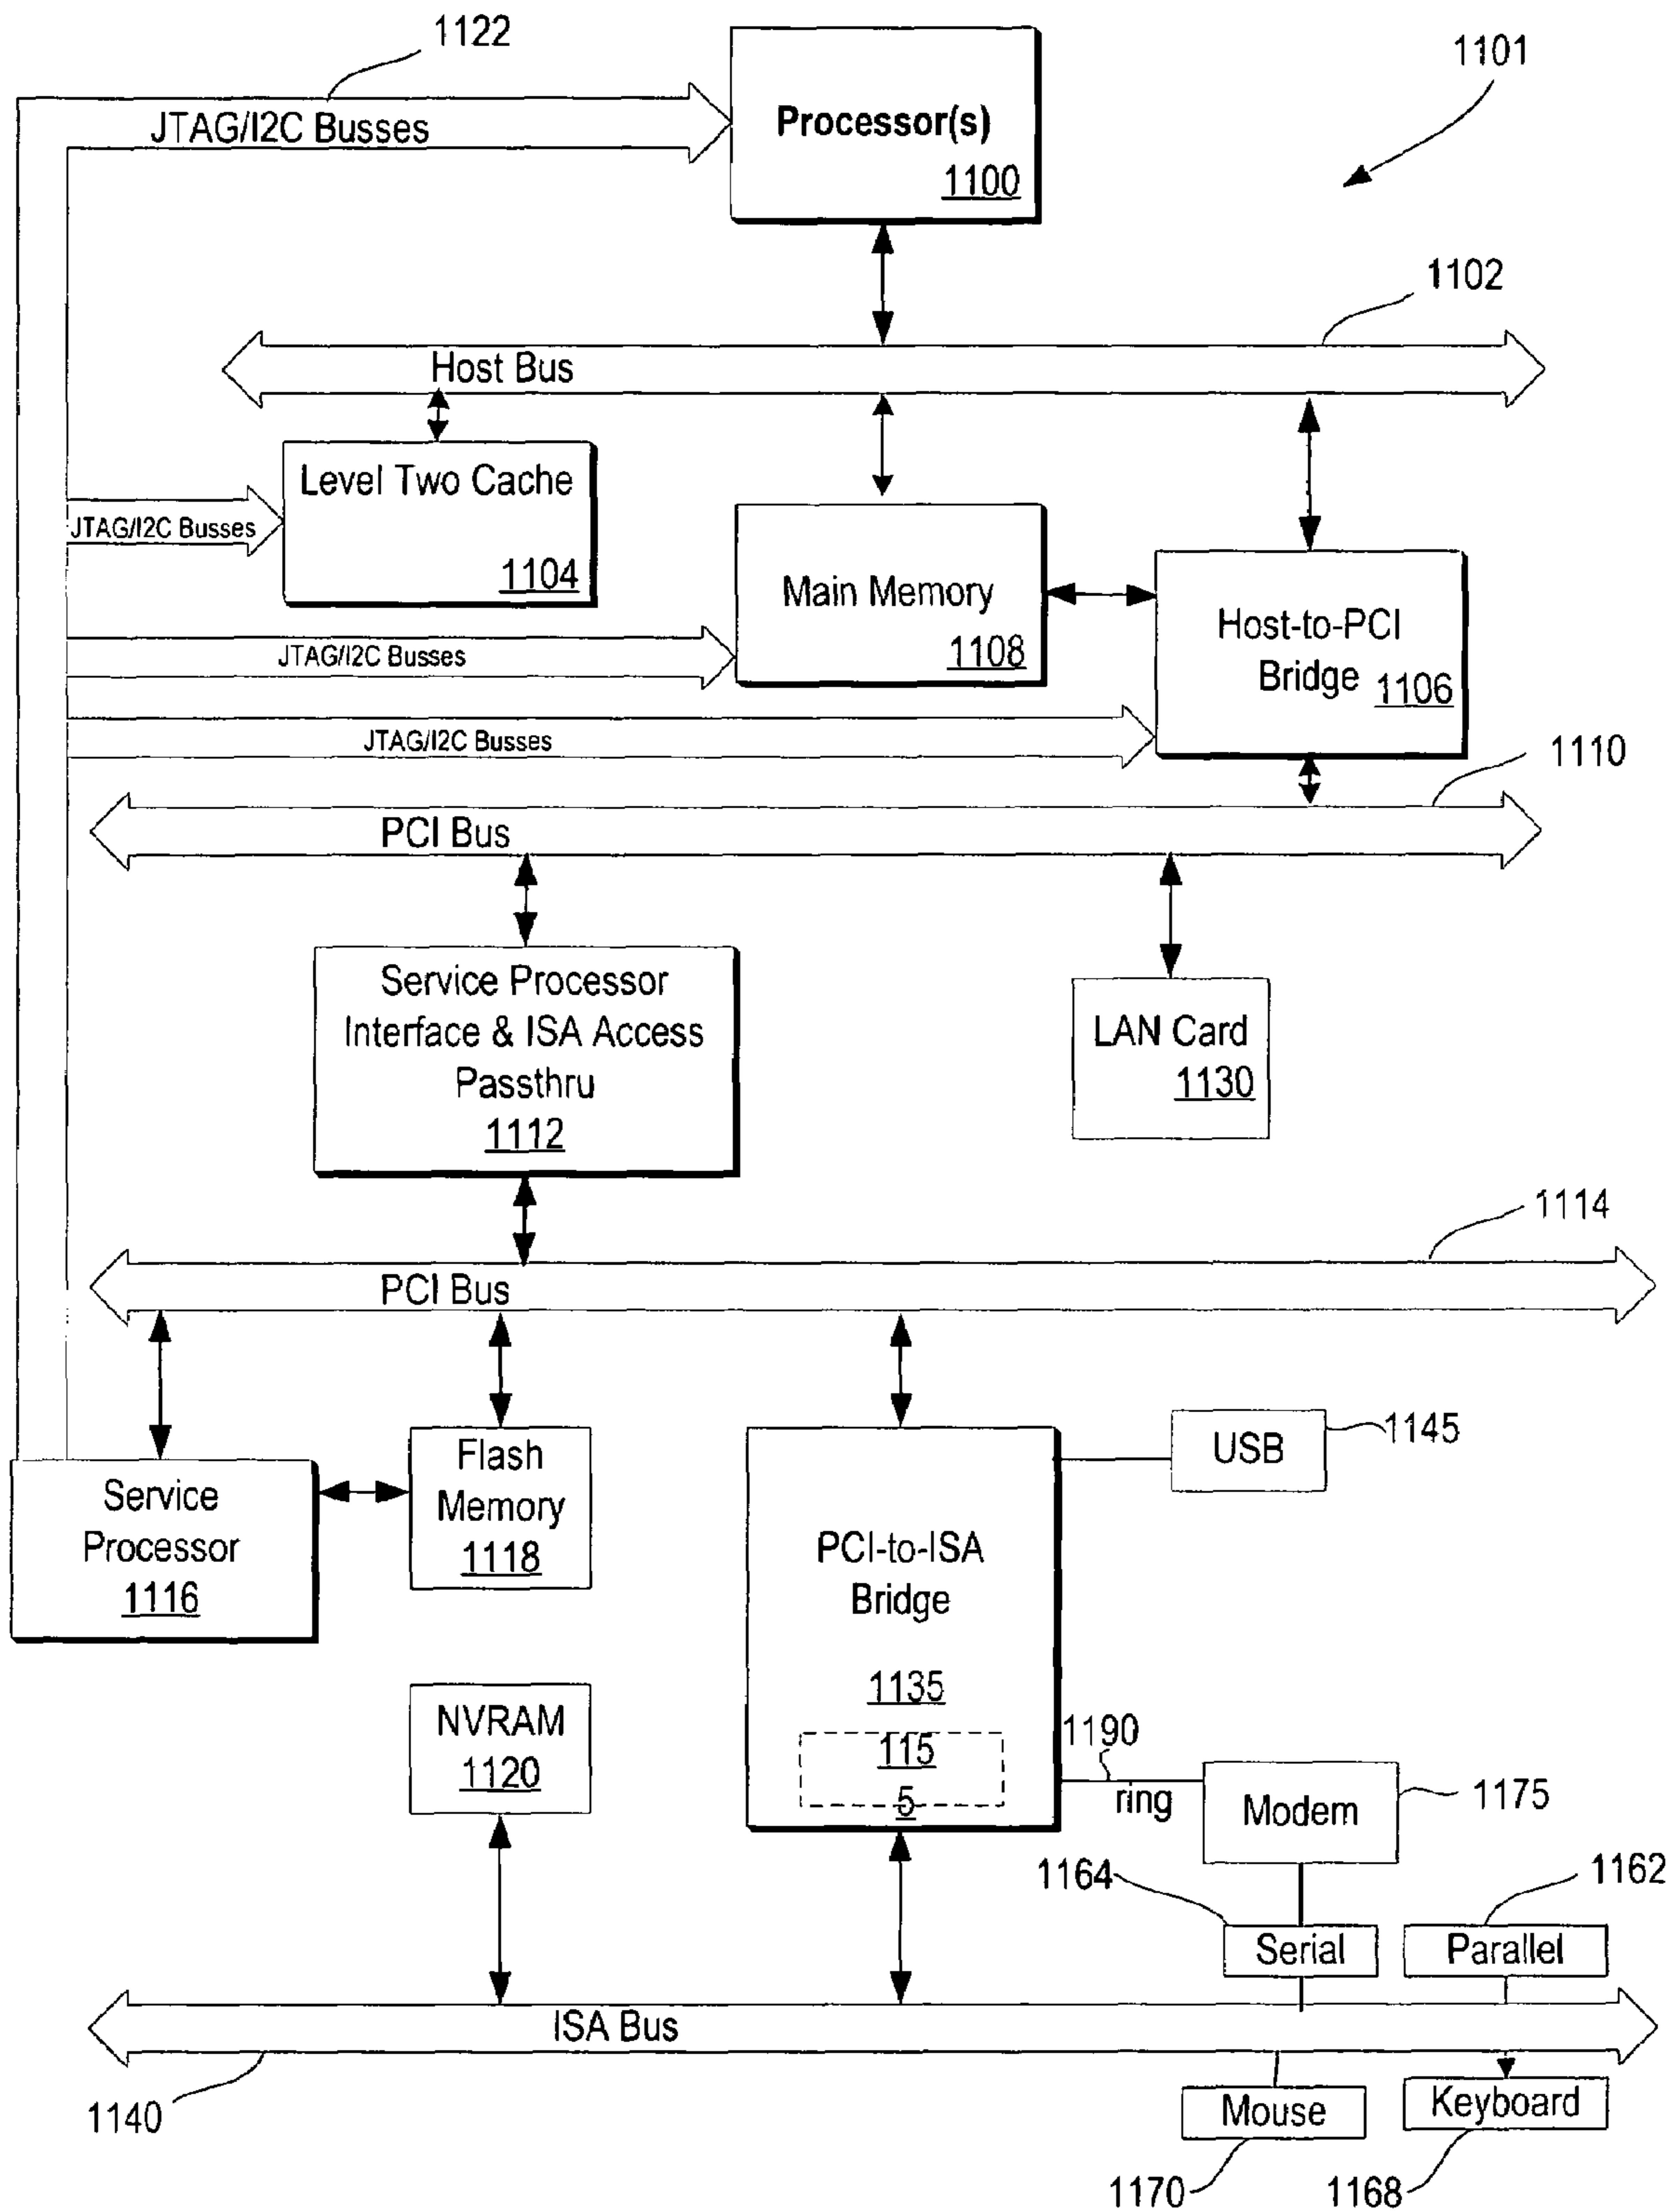 1122
1101
JTAG/I2C Busses
Processor(s)
1100
1102
Host Bus
Level Two Cache
1104
JTAG/I2C Busses
Main Memory
1108
Host-to-PCI
Bridge 1106
JTAG/I2C Busses
JTAG/I2C Busses
1110
PCI Bus
Service Processor
Interface & ISA Access
Passthru
1112
LAN Card
1130
1114
PCI Bus
Service
Processor
1116
Flash
Memory
1118
PCI-to-ISA
Bridge
1135
115
5
USB
1145
NVRAM
1120
1190
ring
Modem
1175
1164
1162
Serial
Parallel
ISA Bus
1140
Mouse
Keyboard
1170
1168